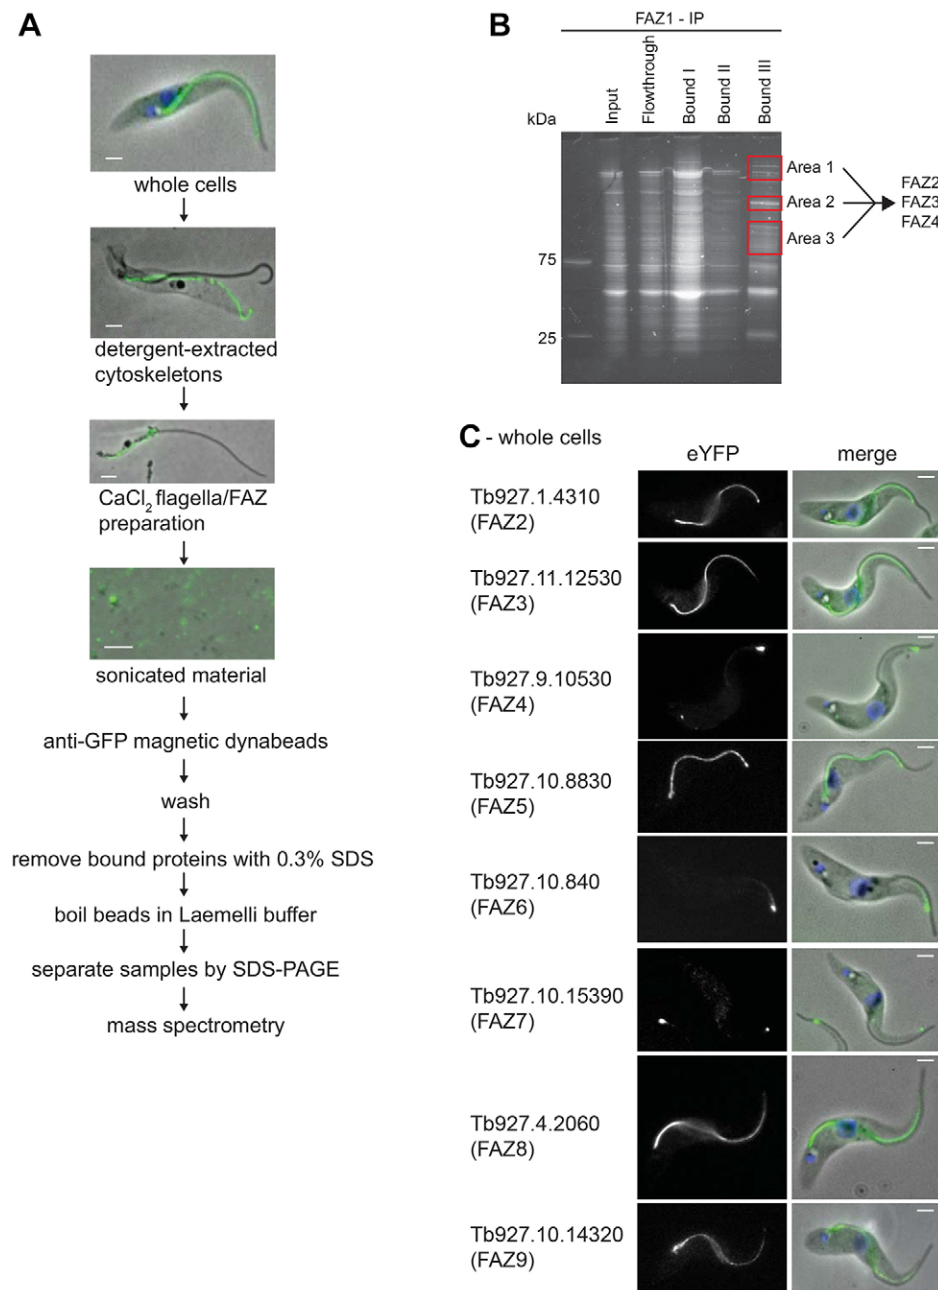 A
whole cells
detergent-extracted
cytoskeletons
CaCl2 flagella/FAZ
preparation
sonicated material
anti-GFP magnetic dynabeads
wash
remove bound proteins with 0.3% SDS
boil beads in Laemelli buffer
separate samples by SDS-PAGE
mass spectrometry
B
FAZ1 - IP
kDa
Input
Flowthrough
Bound I
Bound II
Bound III
75
25
Area 1
Area 2
Area 3
FAZ2
FAZ3
FAZ4
C - whole cells
eYFP
merge
Tb927.1.4310
(FAZ2)
Tb927.11.12530
(FAZ3)
Tb927.9.10530
(FAZ4)
Tb927.10.8830
(FAZ5)
Tb927.10.840
(FAZ6)
Tb927.10.15390
(FAZ7)
Tb927.4.2060
(FAZ8)
Tb927.10.14320
(FAZ9)